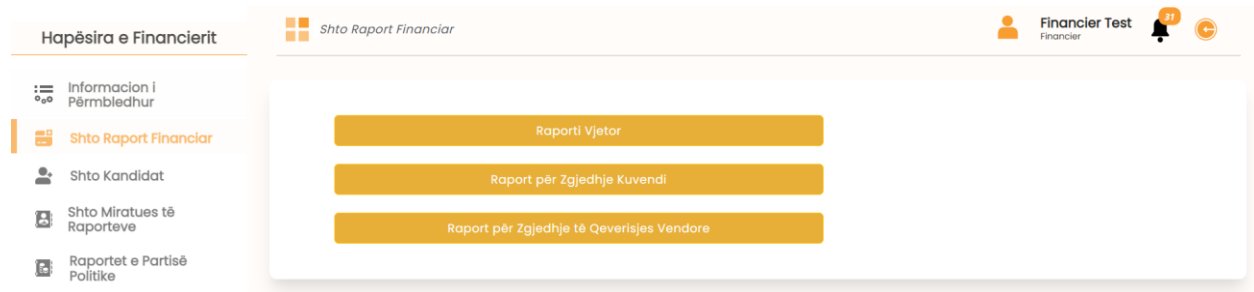 Hapësira e Financierit
Informacion i
Përmbledhur
Shto Raport Financiar
Shto Kandidat
Shto Miratues të
Raporteve
Raportet e Partisë
Politike
Shto Raport Financiar
Financier Test
Financier
31
Raporti Vjetor
Raport për Zgjedhje Kuvendi
Raport për Zgjedhje të Qeverisjes Vendore